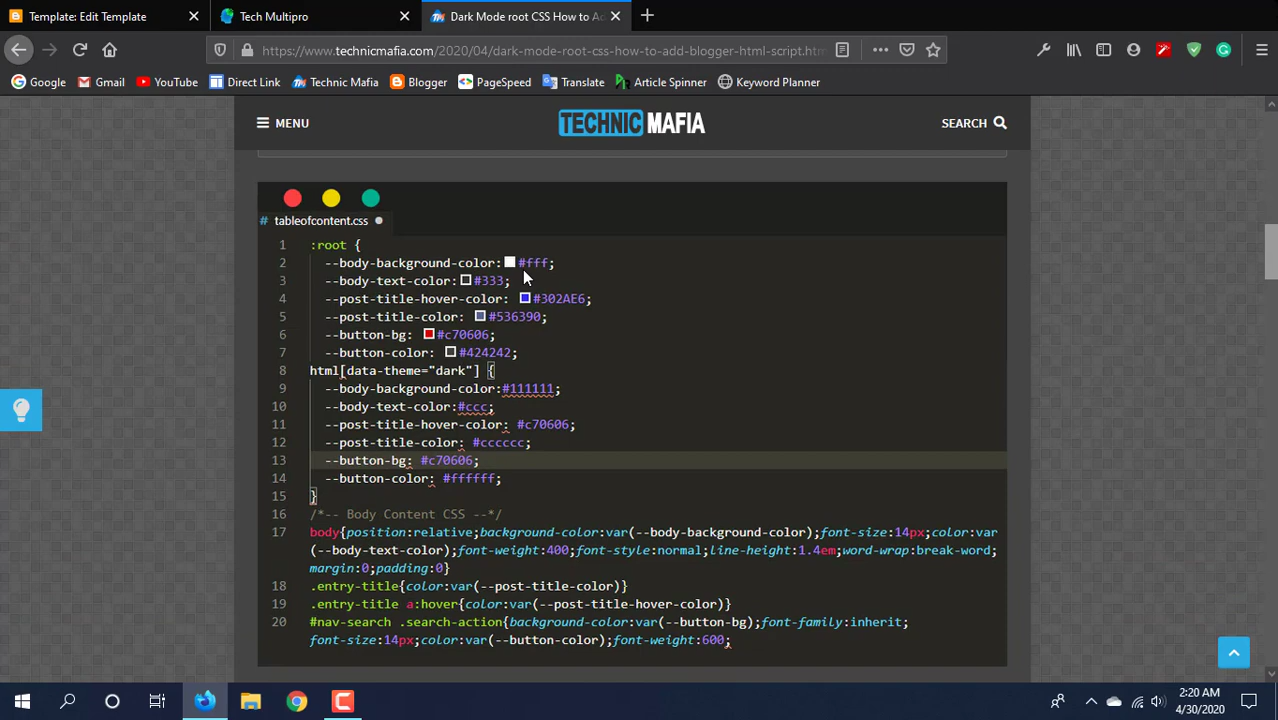 Template: Edit Template
Tech Multipro
Dark Mode root CSS How to Ad
https://www.technicmafia.com/2020/04/dark-mode-root-css-how-to-add-blogger-html-script.htm
Google Gmail YouTube Direct Link Technic Mafia Blogger PageSpeed Translate Article Spinner Keyword Planner
MENU TECHNIC MAFIA SEARCH
# tableofcontent.css
1 :root {
2 --body-background-color: #fff;
3 --body-text-color: #333;
4 --post-title-hover-color: #302AE6;
5 --post-title-color: #536390;
6 --button-bg: #c70606;
7 --button-color: #424242;
8 html[data-theme="dark"] {
9 --body-background-color:#111111;
10 --body-text-color:#ccc;
11 --post-title-hover-color: #c70606;
12 --post-title-color: #cccccc;
13 --button-bg: #c70606;
14 --button-color: #ffffff;
15 }
16 /*-- Body Content CSS --*/
17 body{position:relative;background-color:var(--body-background-color);font-size:14px;color:var
(--body-text-color);font-weight:400;font-style:normal;line-height:1.4em;word-wrap:break-word;
margin:0;padding:0}
18 .entry-title{color:var(--post-title-color)}
19 .entry-title a:hover{color:var(--post-title-hover-color)}
20 #nav-search .search-action{background-color:var(--button-bg);font-family:inherit;
font-size:14px;color:var(--button-color);font-weight:600;
2:20 AM
4/30/2020